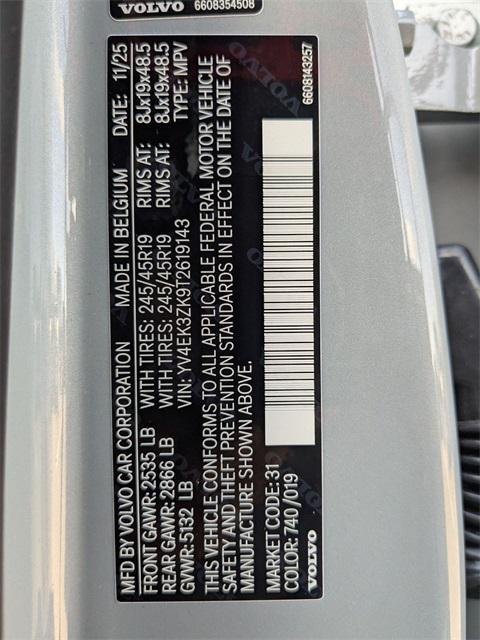 VOLVO 6608354508
MFD BY VOLVO CAR CORPORATION MADE IN BELGIUM DATE: 11/25
FRONT GAWR: 2535 LB WITH TIRES: 245/45R19 RIMS AT: 8Jx19x48.5
REAR GAWR: 2866 LB WITH TIRES: 245/45R19 RIMS AT: 8Jx19x48.5
GVWR: 5132 LB VIN: YV4EK3ZK9T2619143 TYPE: MPV
THIS VEHICLE CONFORMS TO ALL APPLICABLE FEDERAL MOTOR VEHICLE
SAFETY AND THEFT PREVENTION STANDARDS IN EFFECT ON THE DATE OF
MANUFACTURE SHOWN ABOVE.
MARKET CODE: 31
COLOR: 740/019
VOLVO
6608143257